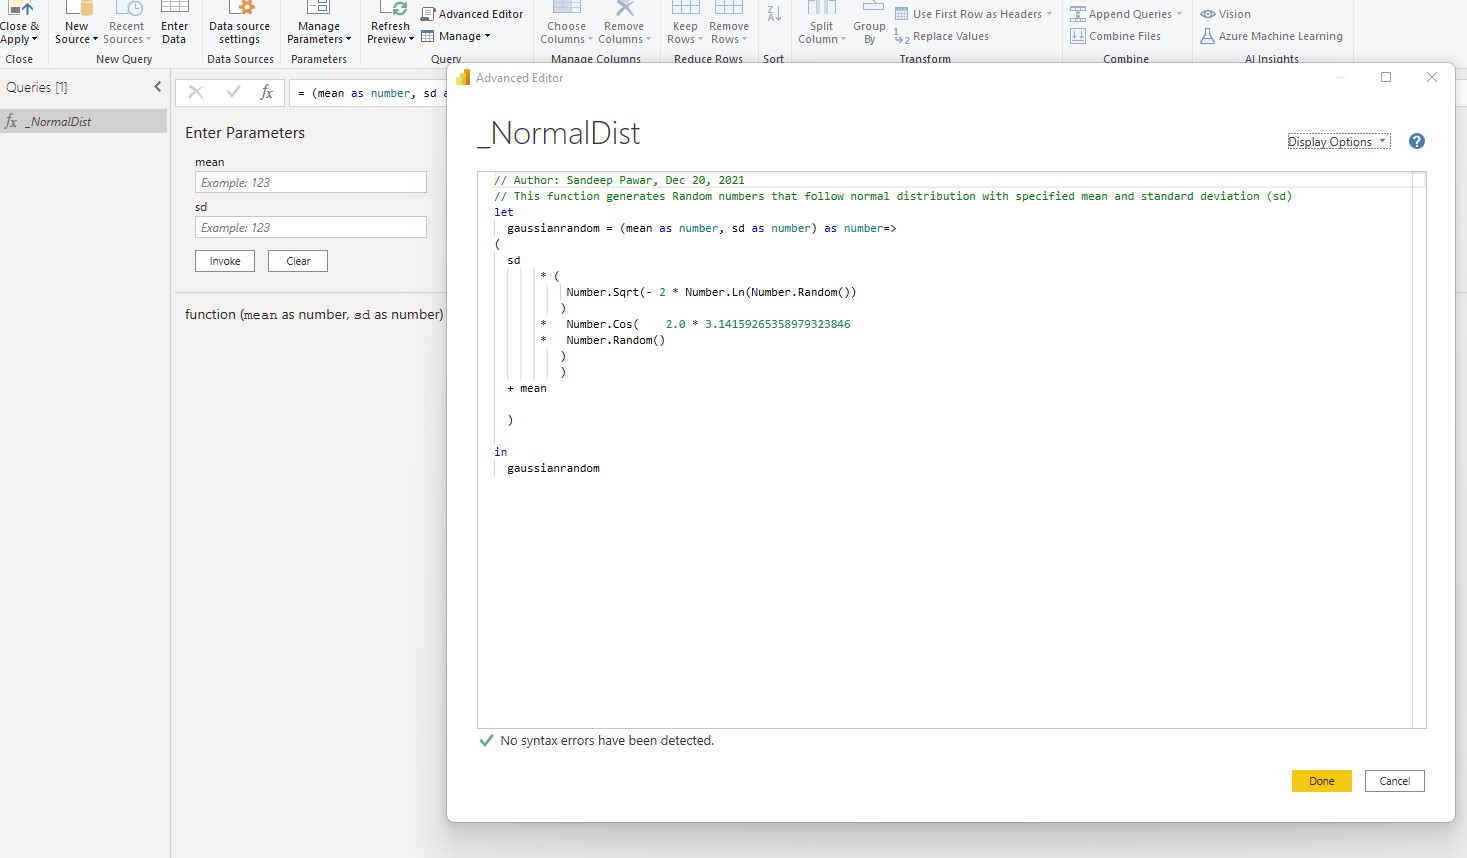 Close & Apply
New Source
Recent Sources
Enter Data
Data source settings
Manage Parameters
Refresh Preview
Advanced Editor
Manage
Choose Columns
Remove Columns
Keep Rows
Remove Rows
Split Column
Group By
Use First Row as Headers
Replace Values
Append Queries
Combine Files
Vision
Azure Machine Learning
Close
New Query
Data Sources
Parameters
Query
Manage Columns
Reduce Rows
Sort
Transform
Combine
AI Insights
Queries [1]
fx _NormalDist
fx
= (mean as number, sd a
Enter Parameters
mean
Example: 123
sd
Example: 123
Invoke
Clear
function (mean as number, sd as number)
Advanced Editor
_NormalDist
Display Options
?
// Author: Sandeep Pawar, Dec 20, 2021
// This function generates Random numbers that follow normal distribution with specified mean and standard deviation (sd)
let
gaussianrandom = (mean as number, sd as number) as number=>
(
sd
* (
Number.Sqrt(- 2 * Number.Ln(Number.Random())
)
* Number.Cos( 2.0 * 3.14159265358979323846
* Number.Random()
)
)
+ mean
)
in
gaussianrandom
No syntax errors have been detected.
Done
Cancel